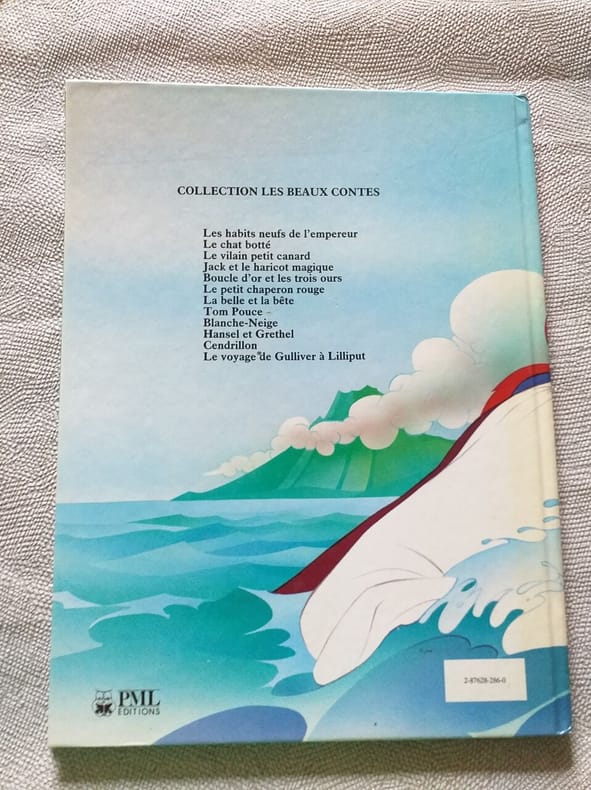 COLLECTION LES BEAUX CONTES
Les habits neufs de l'empereur
Le chat botté
Le vilain petit canard
Jack et le haricot magique
Boucle d'or et les trois ours
Le petit chaperon rouge
La belle et la bête
Tom Pouce
Blanche-Neige
Hansel et Grethel
Cendrillon
Le voyage de Gulliver à Lilliput
2-87628-286-0
PML
EDITIONS